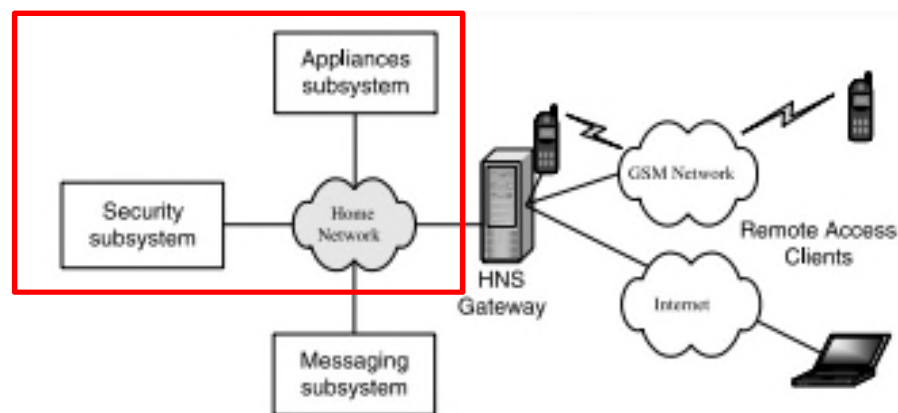 Appliances
subsystem
Security
subsystem
Home
Network
GSM Network
Remote Access
Clients
HNS
Gateway
Internet
Messaging
subsystem